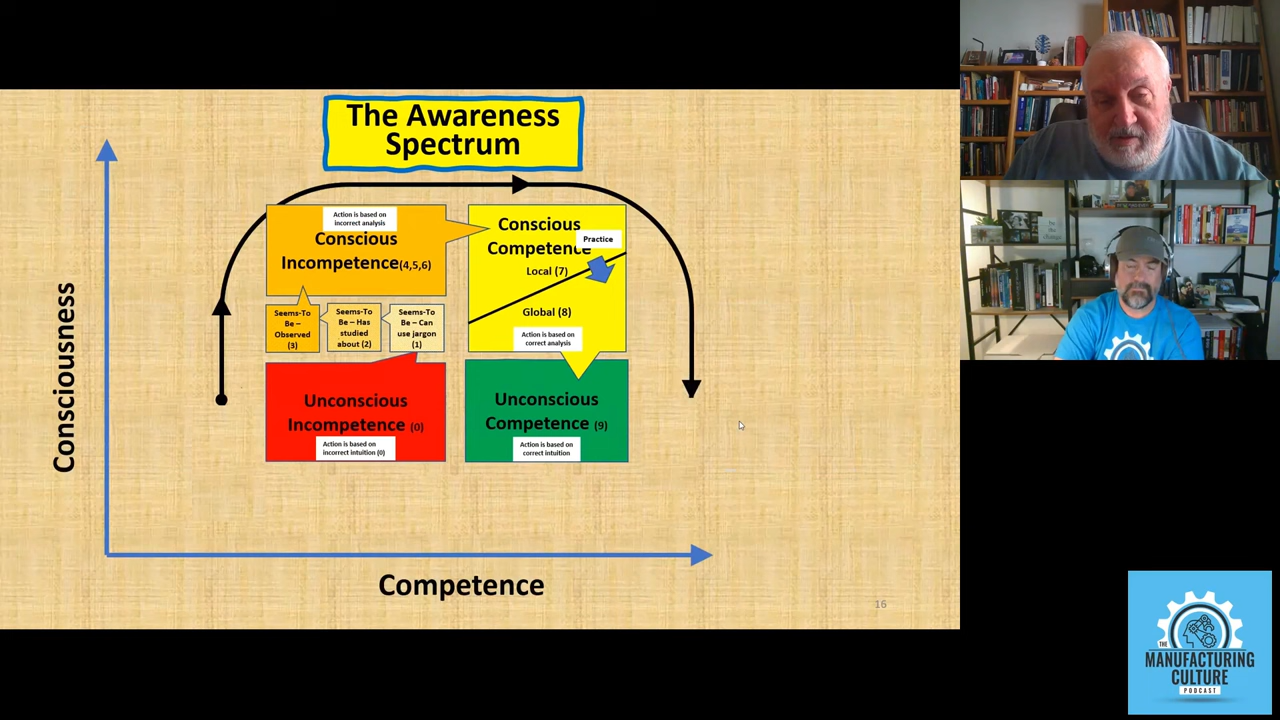 The Awareness
Spectrum
Consciousness
Action is based on
incorrect analysis
Conscious
Incompetence(4,5,6)
Conscious
Competence
Practice
Local (7)
Global (8)
Action is based on
correct analysis
Seems-To
Be – 
Observed
(3)
Seems-To
Be – Has
studied
about (2)
Seems-To
Be – Can
use jargon
(1)
Unconscious
Incompetence (0)
Action is based on
incorrect intuition (0)
Unconscious
Competence (9)
Action is based on
correct intuition
Competence
16
THE
MANUFACTURING
CULTURE
PODCAST